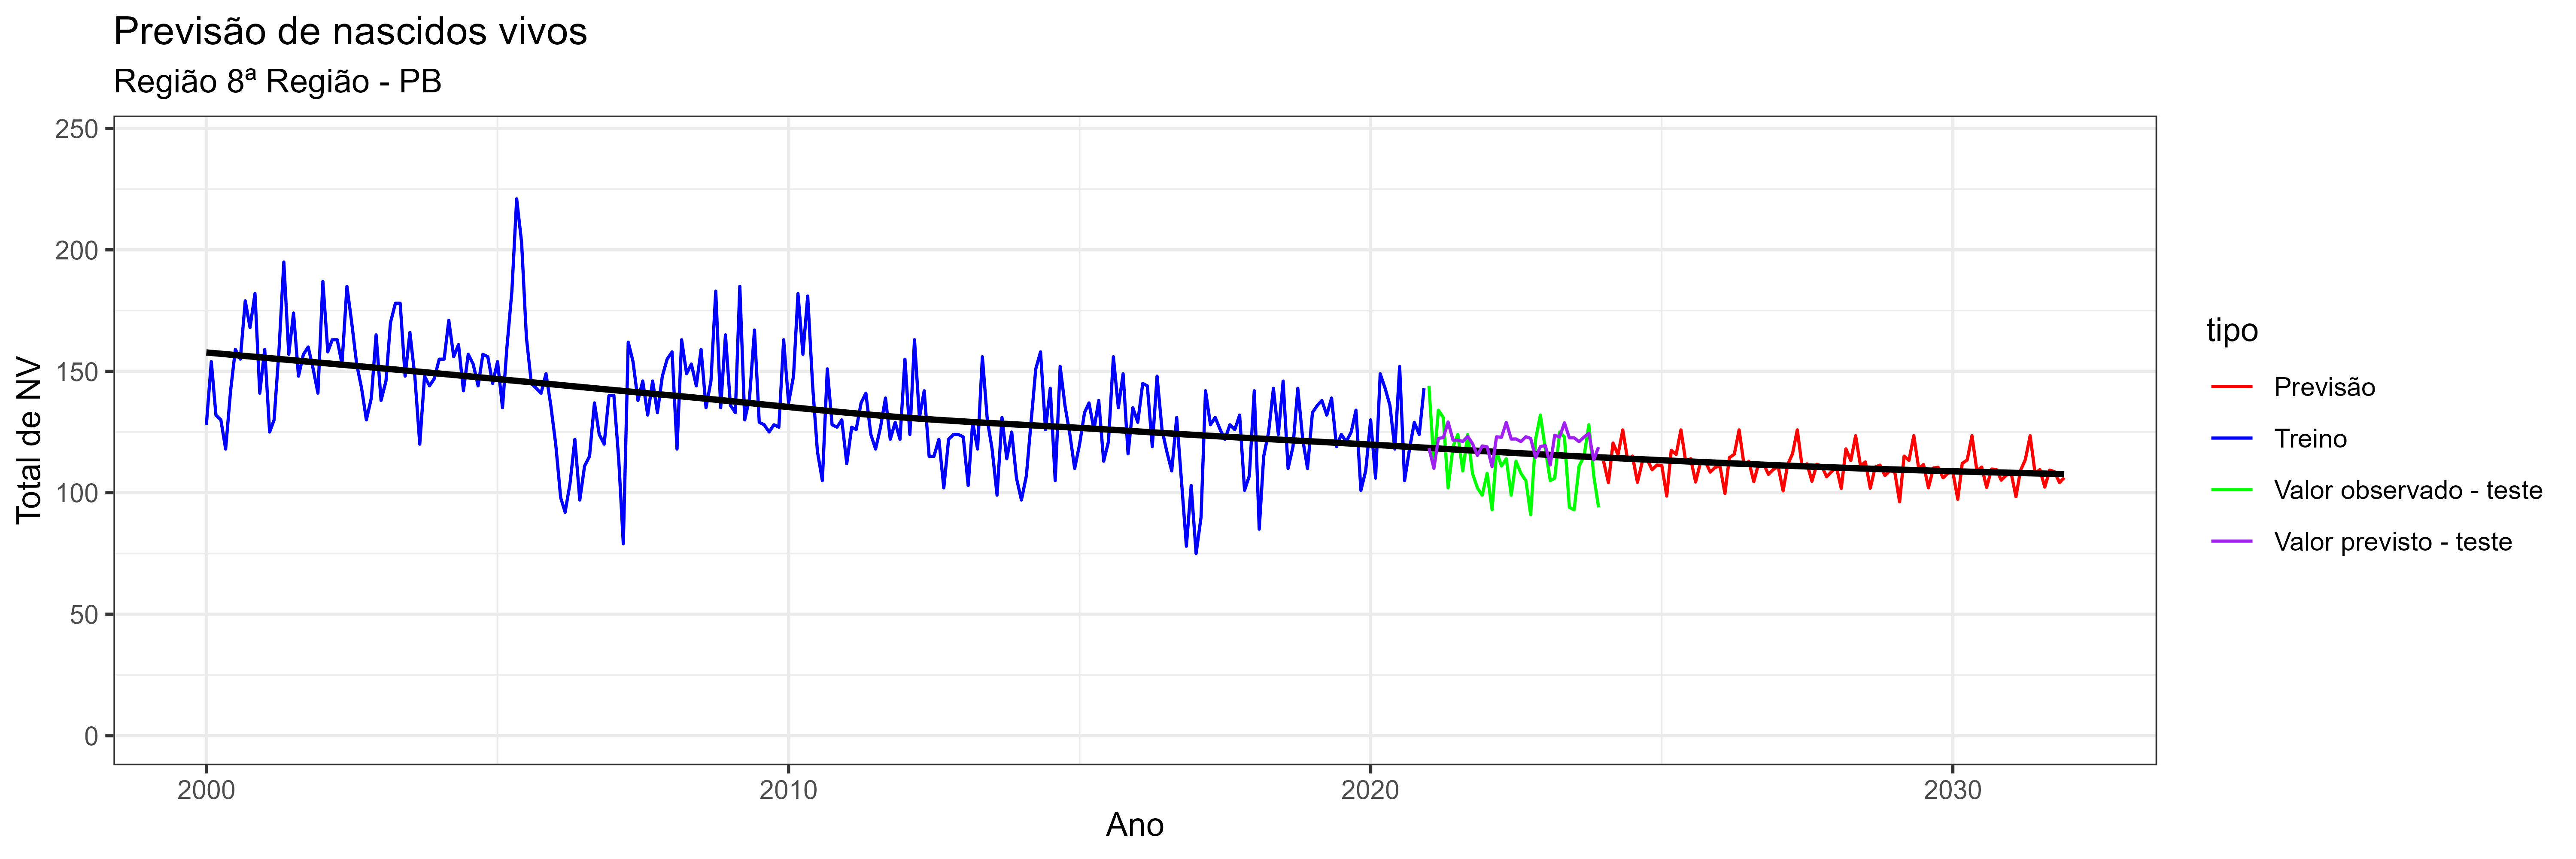 Previsão de nascidos vivos
Região 8ª Região - PB
250
200
150
100
50
0
Total de NV
2000
2010
2020
2030
Ano
tipo
Previsão
Treino
Valor observado - teste
Valor previsto - teste